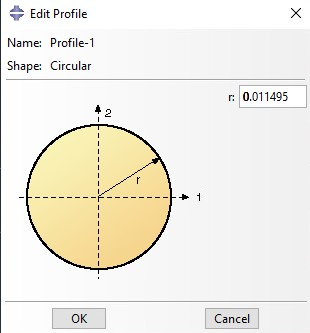 Edit Profile
Name: Profile-1
Shape: Circular
r: 0.011495
2
r
1
OK Cancel